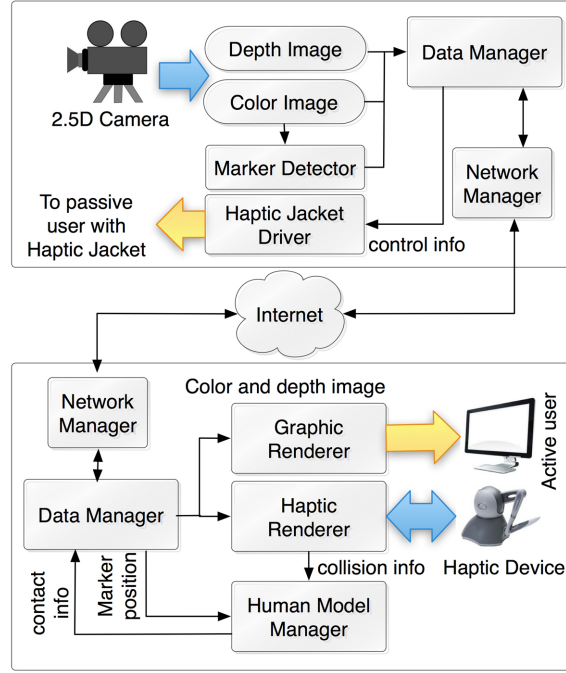 Depth Image
Data Manager
Color Image
2.5D Camera
Marker Detector
Network
Manager
To passive
user with
Haptic Jacket
Haptic Jacket
Driver
control info
Internet
Color and depth image
Network
Manager
Graphic
Renderer
Active user
Data Manager
Haptic
Renderer
collision info
Haptic Device
contact
info
Marker
position
Human Model
Manager